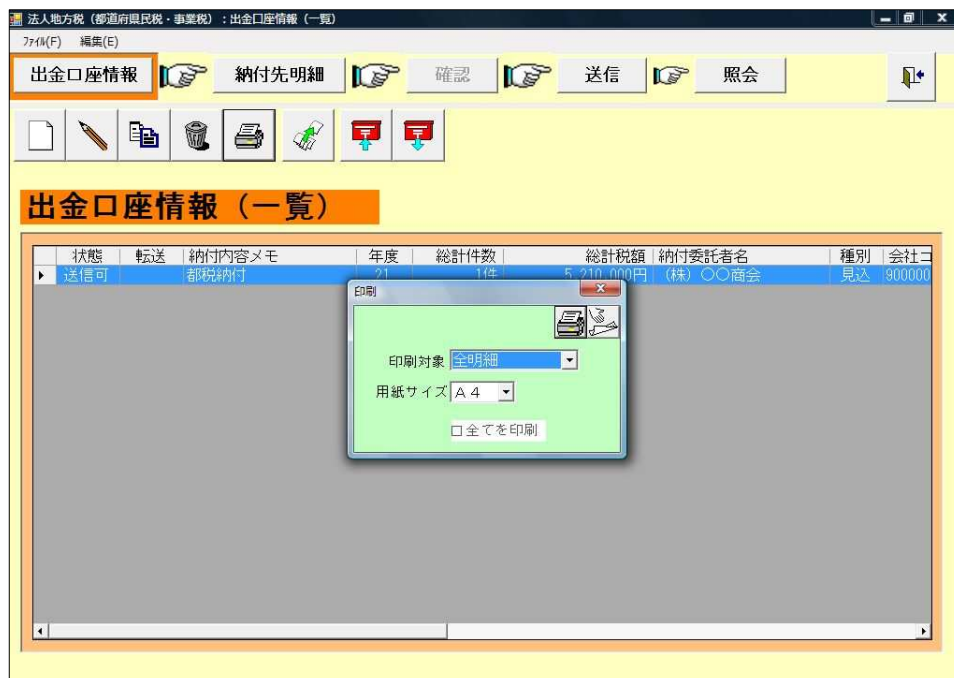 法人地方税（都道府県民税・事業税）：出金口座情報（一覧）
ﾌｧｲﾙ(F) 編集(E)
出金口座情報 納付先明細 確認 送信 照会
出金口座情報（一覧）
状態 転送 納付内容メモ 年度 総計件数 総計税額 納付委託者名 種別 会社コ
送信可 都税納付 21 1件 5,210,000円 （株）〇〇商会 見込 900000
印刷
印刷対象 全明細
用紙サイズ A4
全てを印刷